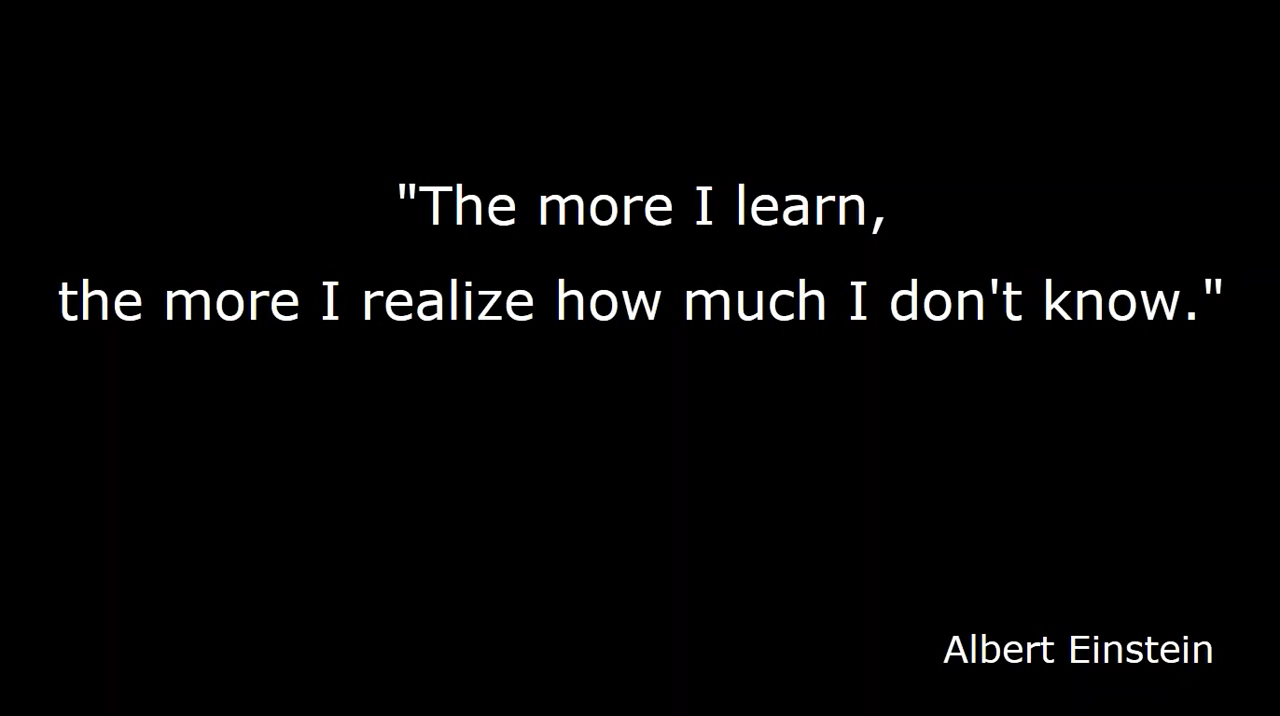 "The more I learn,
the more I realize how much I don't know."
Albert Einstein